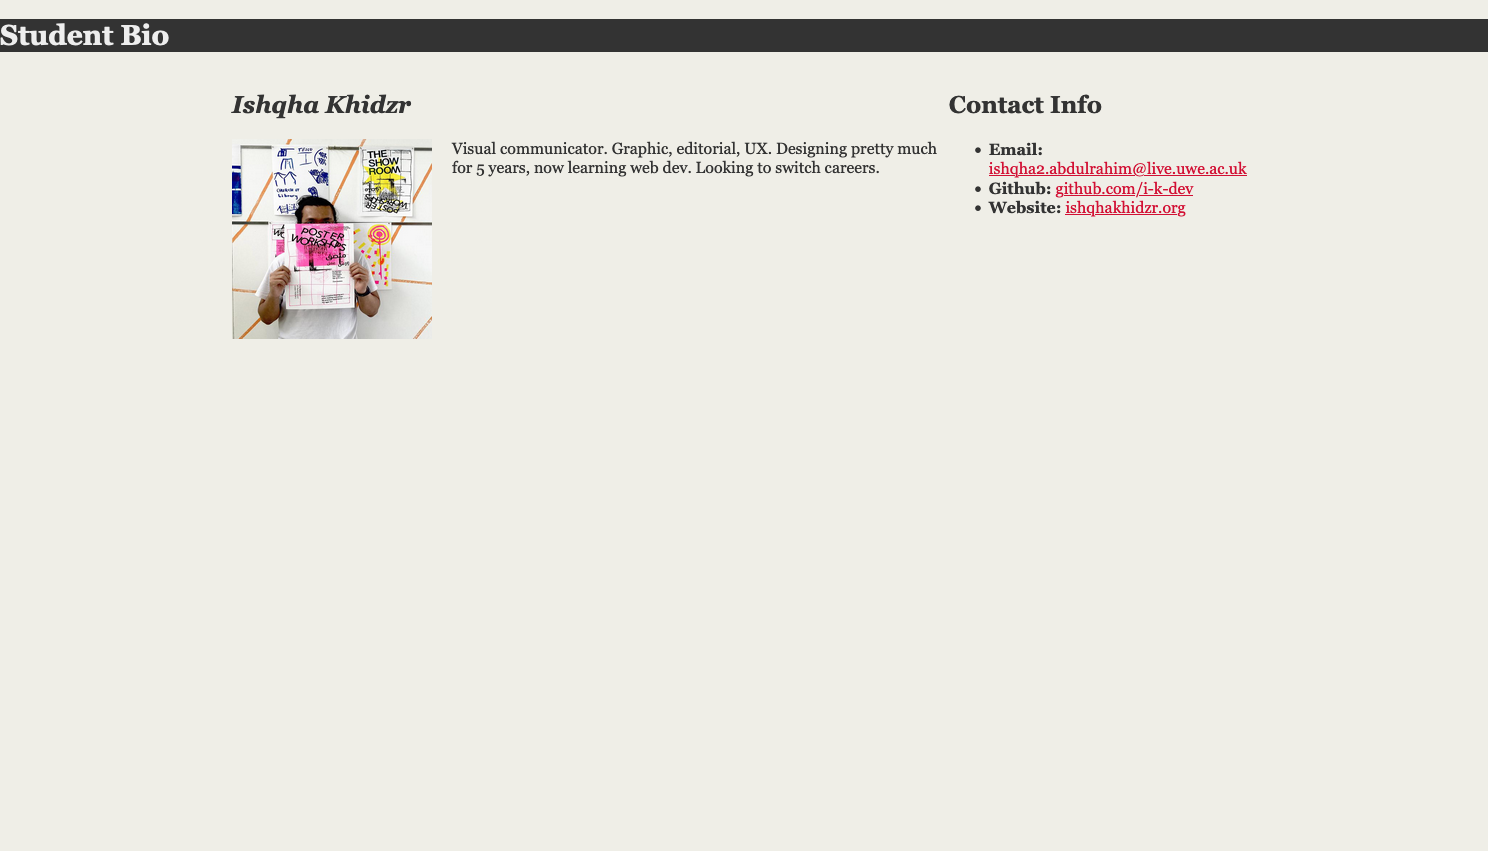 Student Bio
Ishqha Khidzr
THE
SHOW
ROOM
POSTER
WORKSHOPS
POSTER
WORKSHOPS
Visual communicator. Graphic, editorial, UX. Designing pretty much
for 5 years, now learning web dev. Looking to switch careers.
Contact Info
• Email:
ishqha2.abdulrahim@live.uwe.ac.uk
• Github: github.com/i-k-dev
• Website: ishqhakhidzr.org